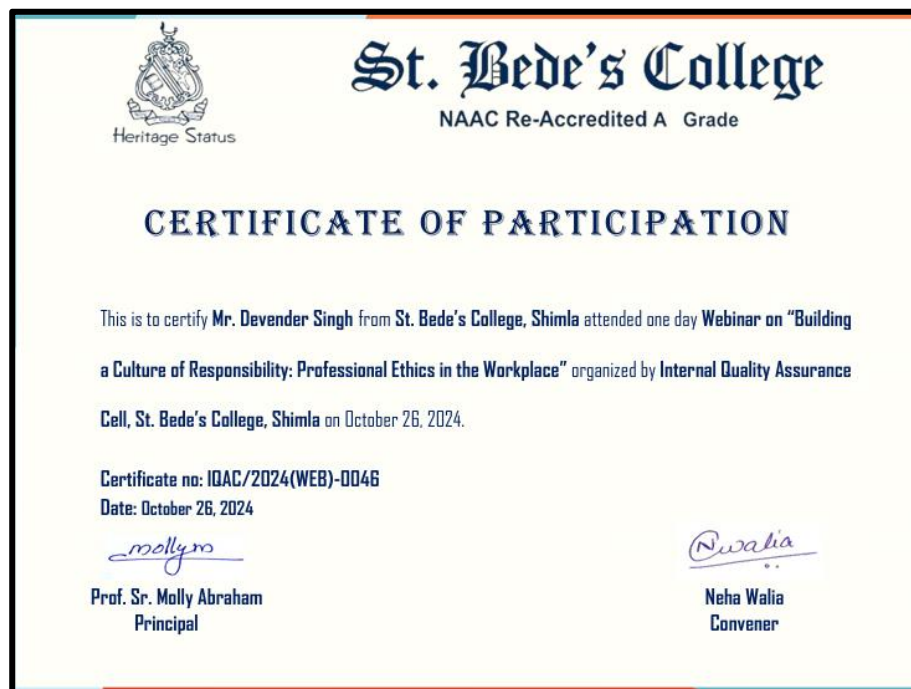 St. Bede's College
NAAC Re-Accredited A Grade
Heritage Status
CERTIFICATE OF PARTICIPATION
This is to certify Mr. Devender Singh from St. Bede's College, Shimla attended one day Webinar on “Building
a Culture of Responsibility: Professional Ethics in the Workplace” organized by Internal Quality Assurance
Cell, St. Bede's College, Shimla on October 26, 2024.
Certificate no: IQAC/2024(WEB)-0046
Date: October 26, 2024
mollym
Nwalia
Prof. Sr. Molly Abraham
Neha Walia
Principal
Convener